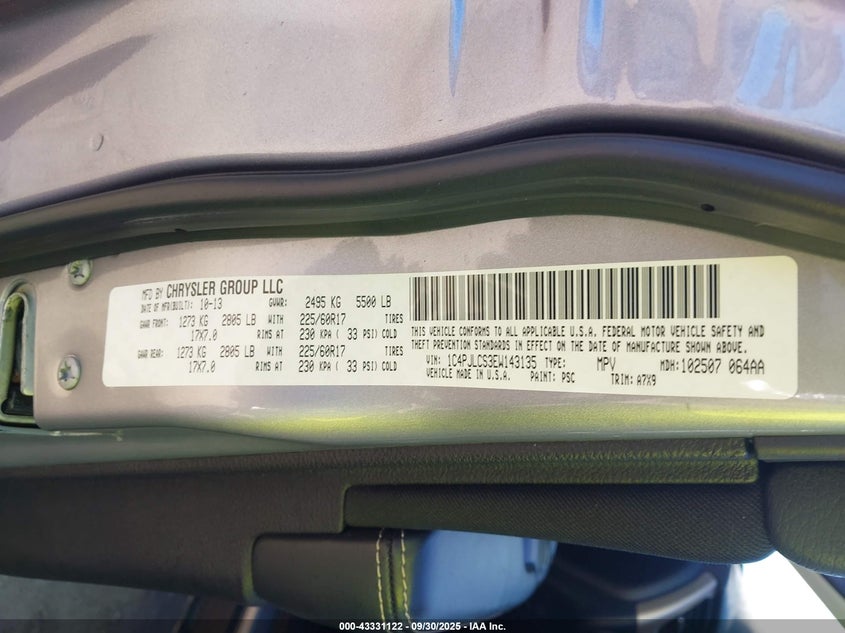 MFD BY CHRYSLER GROUP LLC
DATE OF MFR(BUILT): 10-13 GVWR: 2495 KG 5500 LB
GAWR FRONT: 1273 KG 2805 LB WITH 225/60R17 TIRES
17X7.0 RIMS AT 230 KPA ( 33 PSI) COLD
GAWR REAR: 1273 KG 2805 LB WITH 225/60R17 TIRES
17X7.0 RIMS AT 230 KPA ( 33 PSI) COLD
THIS VEHICLE CONFORMS TO ALL APPLICABLE U.S.A. FEDERAL MOTOR VEHICLE SAFETY
AND THEFT PREVENTION STANDARDS IN EFFECT ON THE DATE OF MANUFACTURE SHOWN ABOVE.
VIN: 1C4PJLCS3EW143135 TYPE: MPV MDH: 102507 064AA
VEHICLE MADE IN U.S.A. PAINT: PSC TRIM: A7X9
000-43331122 - 09/30/2025 - IAA Inc.